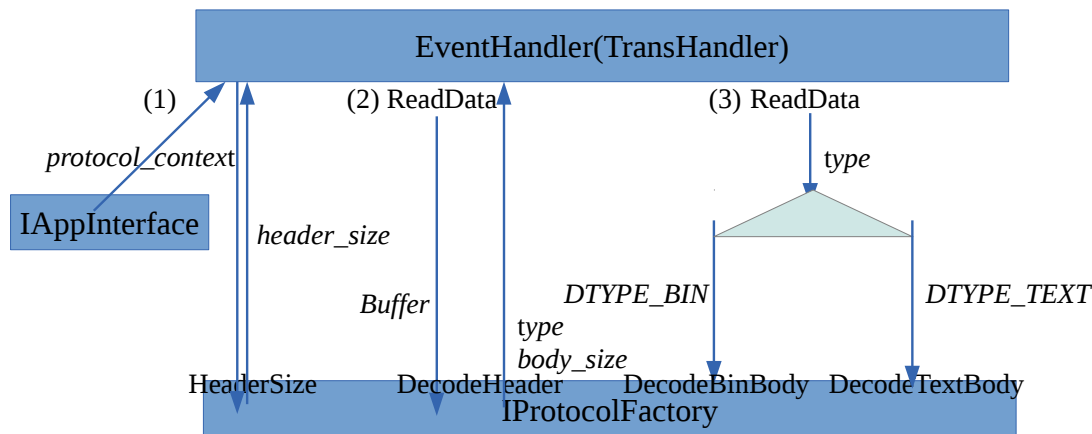 EventHandler(TransHandler)
(1)
(2) ReadData
(3) ReadData
protocol_context
type
IAppInterface
header_size
Buffer
DTYPE_BIN
DTYPE_TEXT
type
body_size
HeaderSize
DecodeHeader
DecodeBinBody
DecodeTextBody
IProtocolFactory